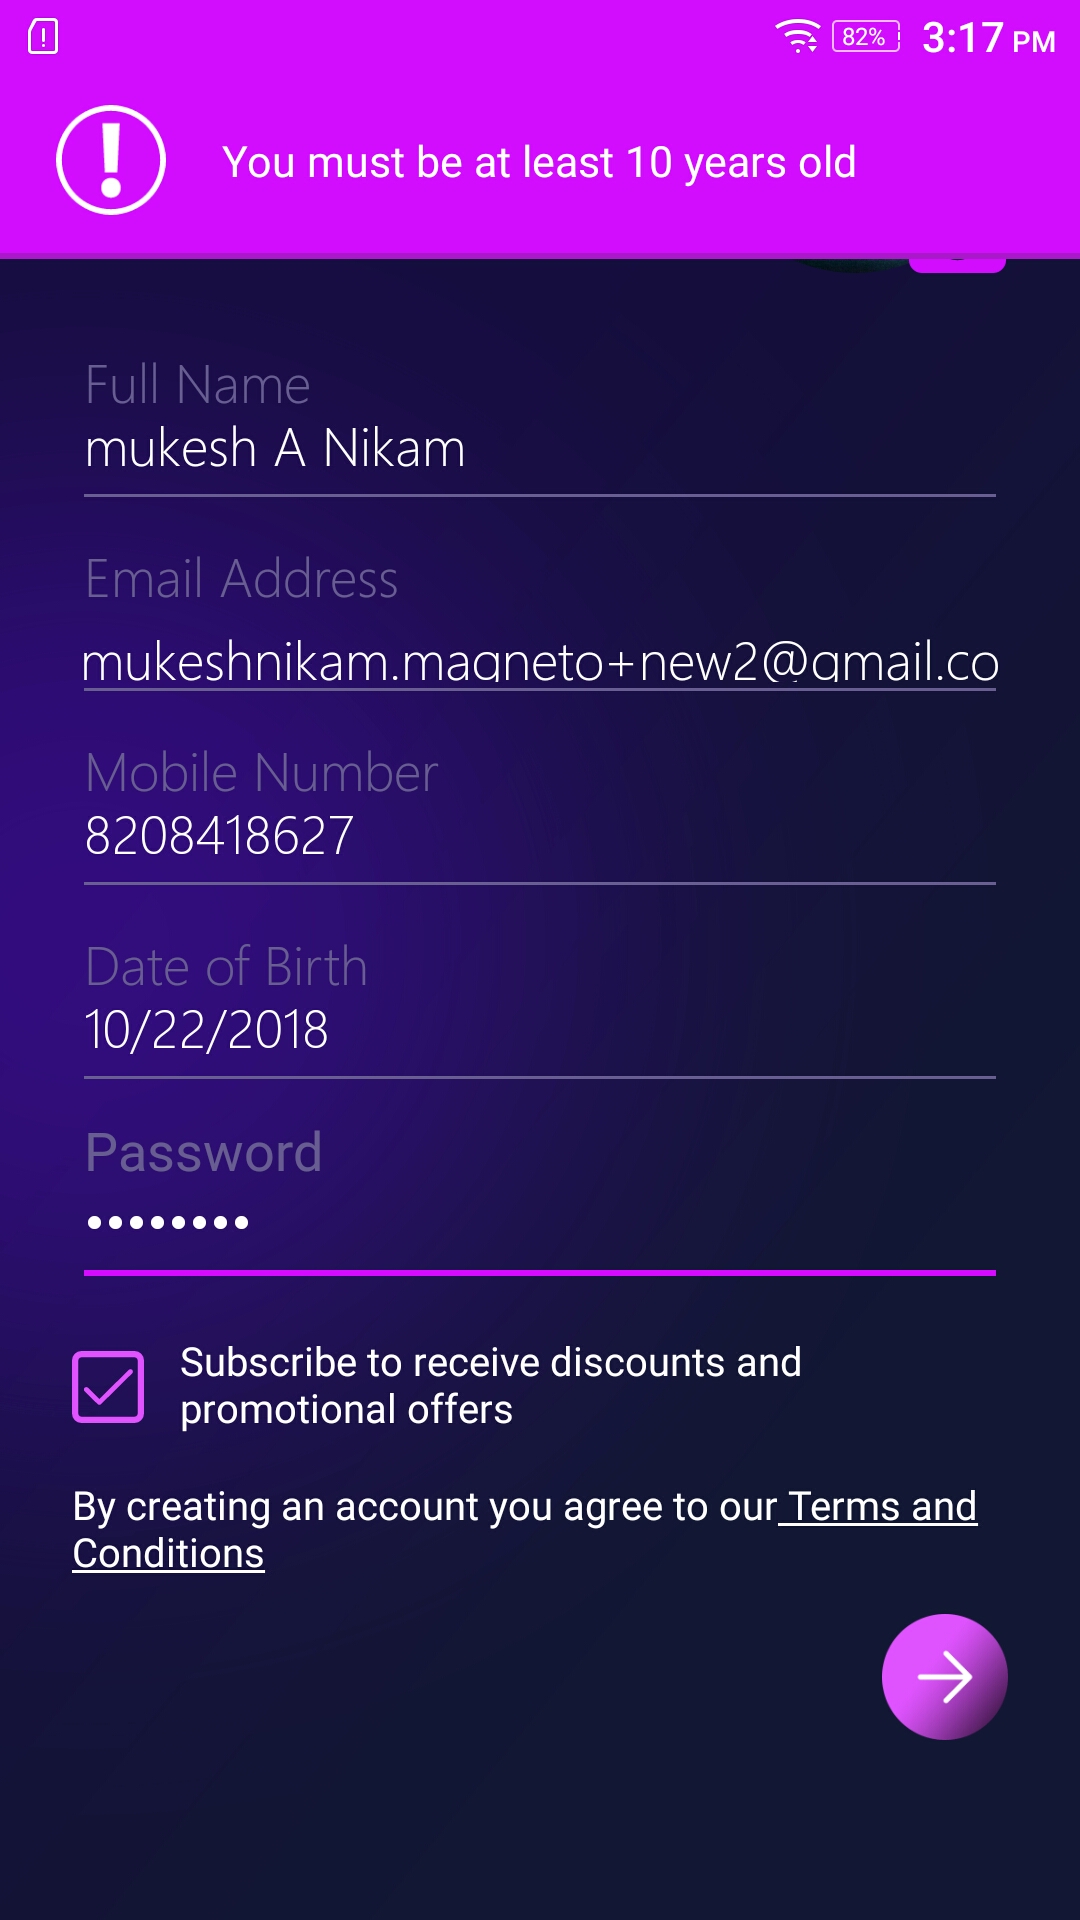 82% 3:17 PM
You must be at least 10 years old
Full Name
mukesh A Nikam
Email Address
mukeshnikam.magneto+new2@gmail.co
Mobile Number
8208418627
Date of Birth
10/22/2018
Password
••••••••
Subscribe to receive discounts and
promotional offers
By creating an account you agree to our Terms and
Conditions